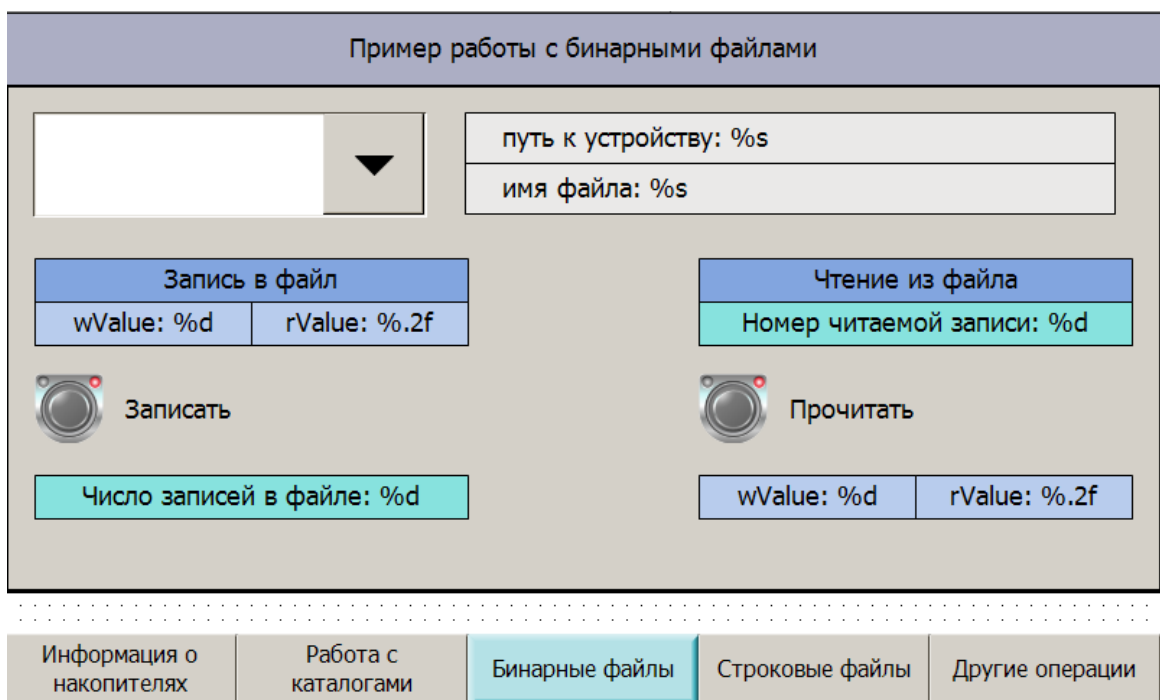 Пример работы с бинарными файлами
путь к устройству: %s
имя файла: %s
Запись в файл
wValue: %d rValue: %.2f
Чтение из файла
Номер читаемой записи: %d
Записать
Прочитать
Число записей в файле: %d
wValue: %d rValue: %.2f
Информация о
накопителях
Работа с
каталогами
Бинарные файлы
Строковые файлы
Другие операции